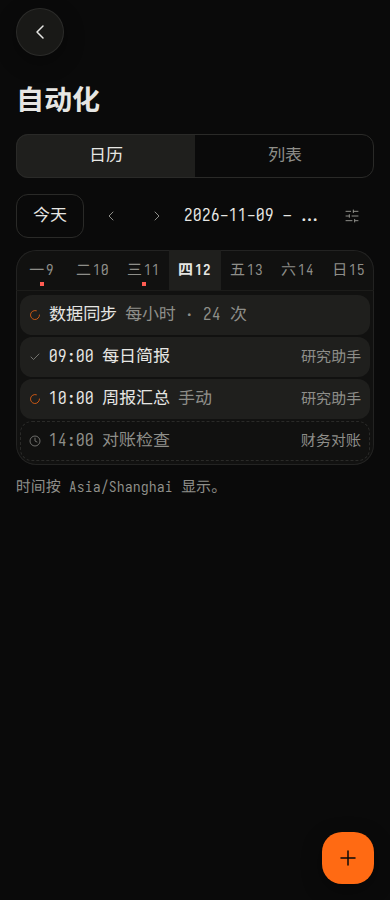 自动化
日历 列表
今天 2026-11-09 – …
一9 二10 三11 四12 五13 六14 日15
数据同步 每小时 · 24 次
09:00 每日简报 研究助手
10:00 周报汇总 手动 研究助手
14:00 对账检查 财务对账
时间按 Asia/Shanghai 显示。